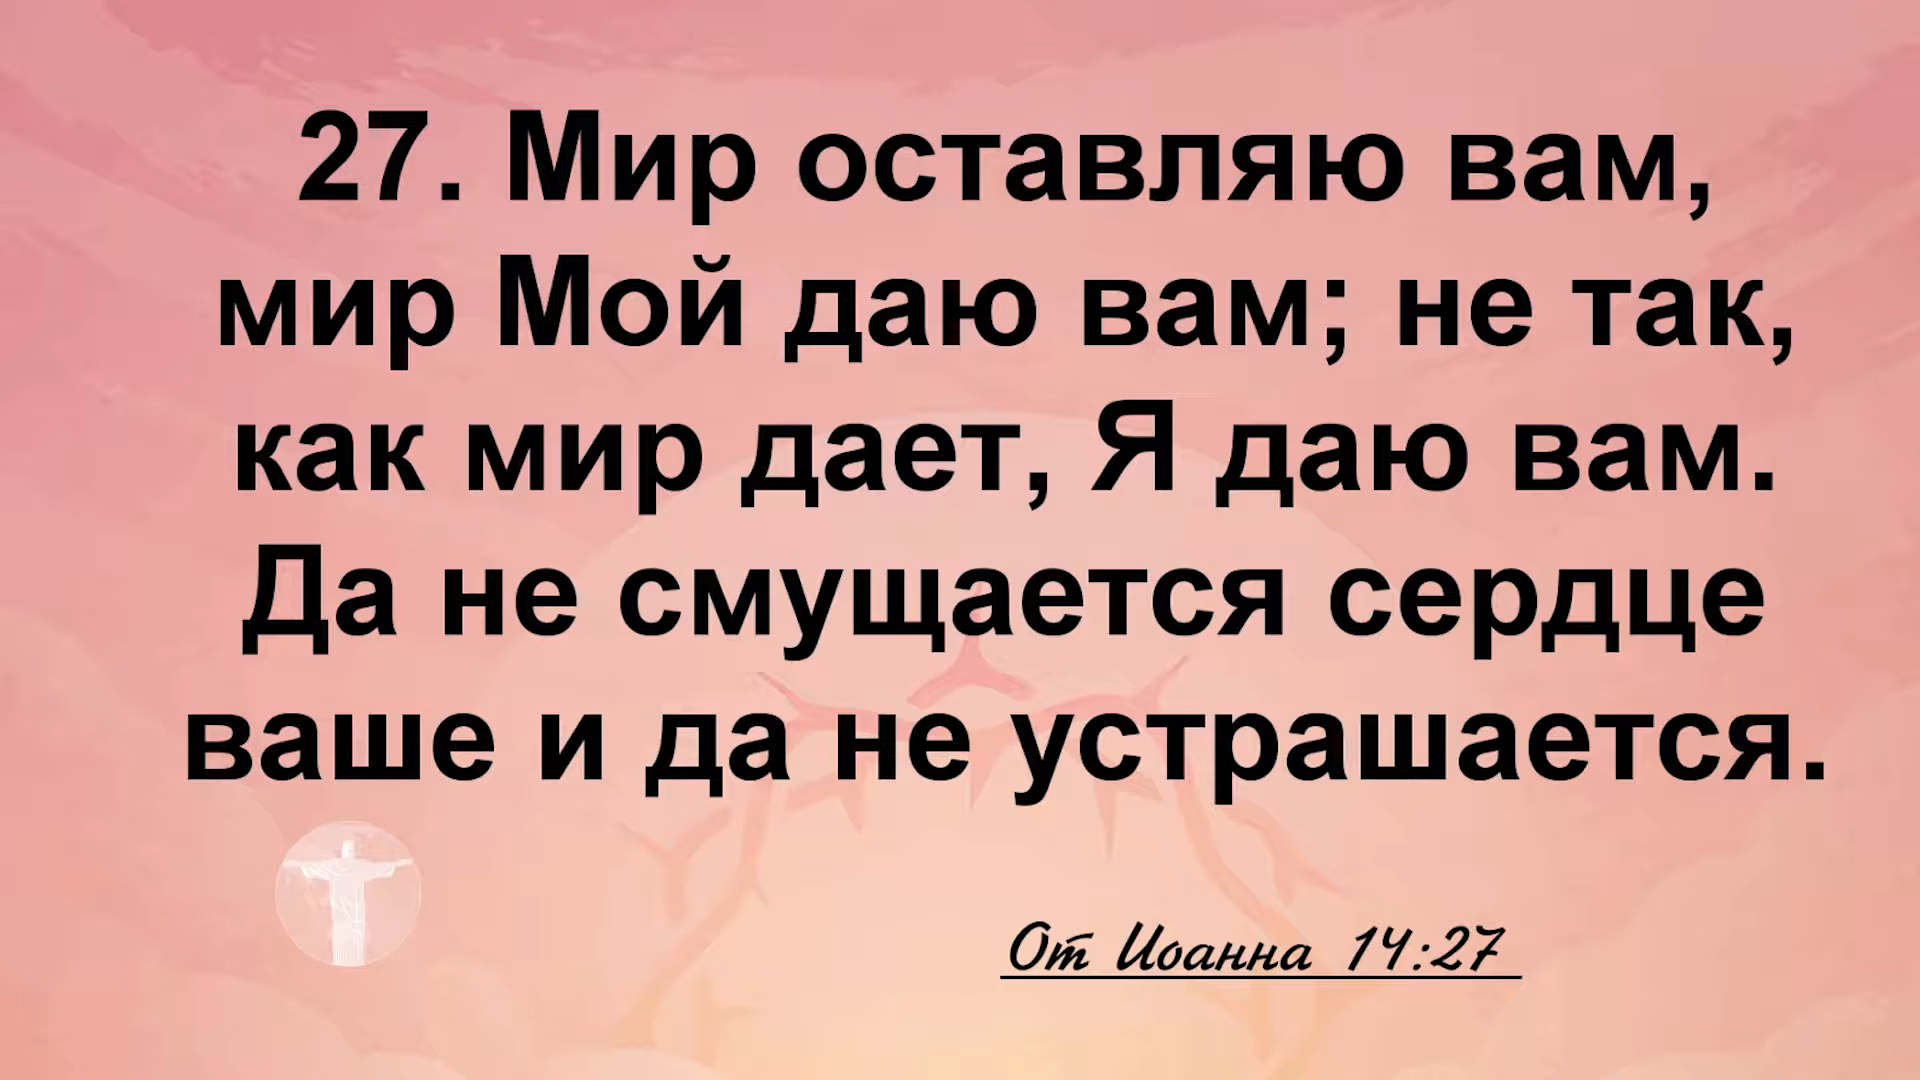 27. Мир оставляю вам,
мир Мой даю вам; не так,
как мир дает, Я даю вам.
Да не смущается сердце
ваше и да не устрашается.
От Иоанна 14:27